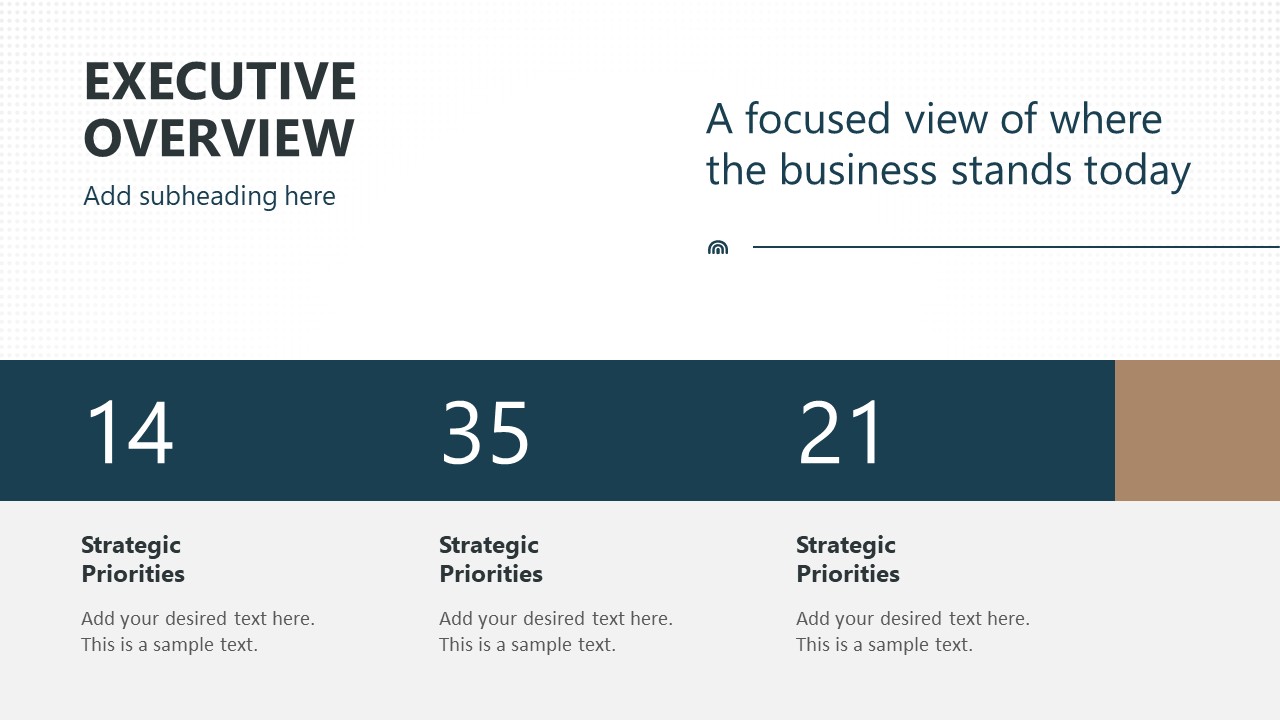 EXECUTIVE
OVERVIEW
Add subheading here
A focused view of where
the business stands today
14
35
21
Strategic
Priorities
Add your desired text here.
This is a sample text.
Strategic
Priorities
Add your desired text here.
This is a sample text.
Strategic
Priorities
Add your desired text here.
This is a sample text.